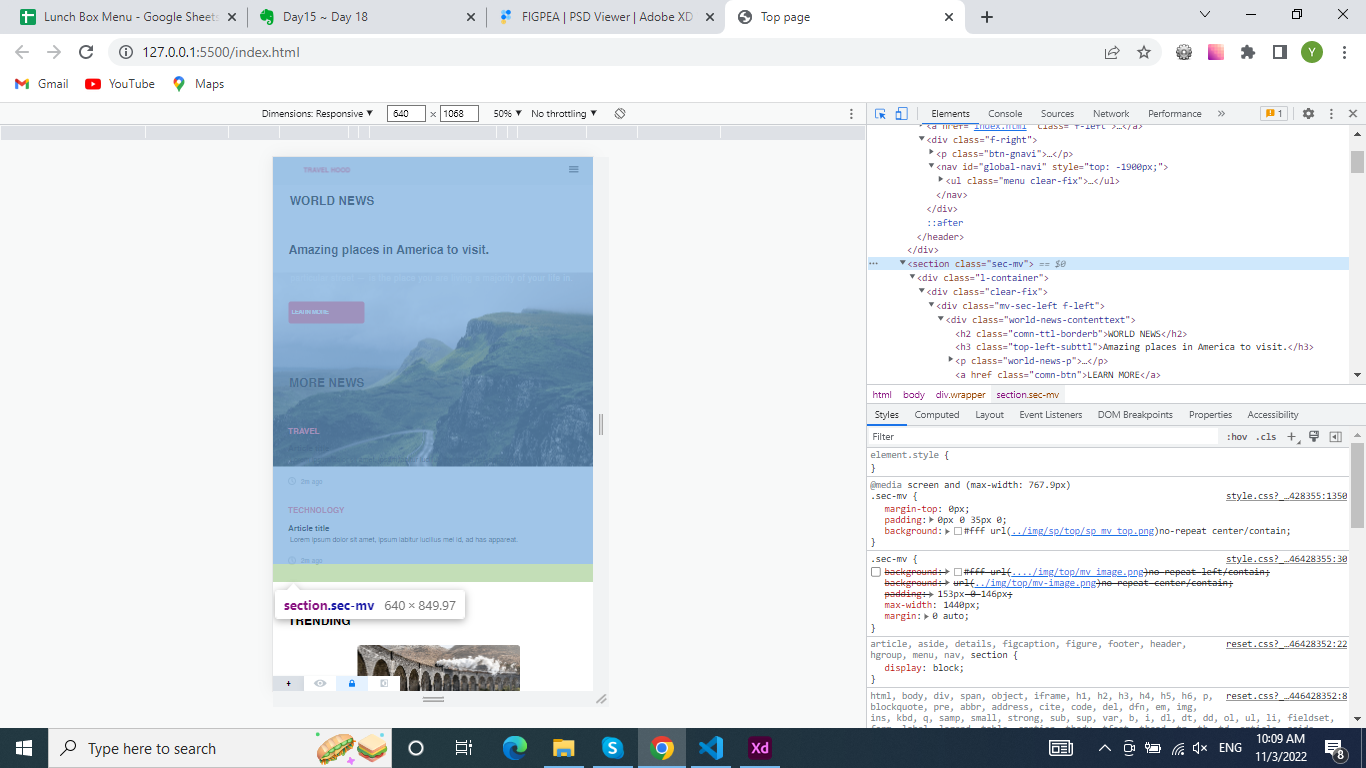 Lunch Box Menu - Google Sheets
Day15 ~ Day 18
FIGPEA | PSD Viewer | Adobe XD
Top page
127.0.0.1:5500/index.html
Y
Gmail
YouTube
Maps
Dimensions: Responsive
640
×
1068
50%
No throttling
TRAVEL HOOD
WORLD NEWS
Amazing places in America to visit.
LEARN MORE
MORE NEWS
TRAVEL
2m ago
TECHNOLOGY
Article title
Lorem ipsum dolor sit amet, ipsum labitur lucilius mel id, ad has appareat.
2m ago
section.sec-mv 640 × 849.97
TRENDING
Elements
Console
Sources
Network
Performance
»
1
<a href="index.html" class="f-left">…</a>
<div class="f-right">
<p class="btn-gnavi">…</p>
<nav id="global-navi" style="top: -1900px;">
<ul class="menu clear-fix">…</ul>
</nav>
</div>
::after
</header>
</div>
<section class="sec-mv"> == $0
<div class="l-container">
<div class="clear-fix">
<div class="mv-sec-left f-left">
<div class="world-news-contenttext">
<h2 class="comn-ttl-borderb">WORLD NEWS</h2>
<h3 class="top-left-subttl">Amazing places in America to visit.</h3>
<p class="world-news-p">…</p>
<a href class="comn-btn">LEARN MORE</a>
html body div.wrapper section.sec-mv
Styles
Computed
Layout
Event Listeners
DOM Breakpoints
Properties
Accessibility
Filter
:hov .cls
element.style {
}
@media screen and (max-width: 767.9px)
.sec-mv {
style.css?_…428355:1350
margin-top: 0px;
padding: 0px 0 35px 0;
background: #fff url(../img/sp/top/sp_mv_top.png)no-repeat center/contain;
}
.sec-mv {
style.css?_…46428355:30
background: #fff url(..../img/top/mv_image.png)no-repeat left/contain;
background: url(../img/top/mv-image.png)no-repeat center/contain;
padding: 153px 0 146px;
max-width: 1440px;
margin: 0 auto;
}
article, aside, details, figcaption, figure, footer, header,
hgroup, menu, nav, section {
reset.css?_…46428352:22
display: block;
}
html, body, div, span, object, iframe, h1, h2, h3, h4, h5, h6, p,
reset.css?_…446428352:8
blockquote, pre, abbr, address, cite, code, del, dfn, em, img,
ins, kbd, q, samp, small, strong, sub, sup, var, b, i, dl, dt, dd, ol, ul, li, fieldset,
Type here to search
Xd
ENG
10:09 AM
11/3/2022
8